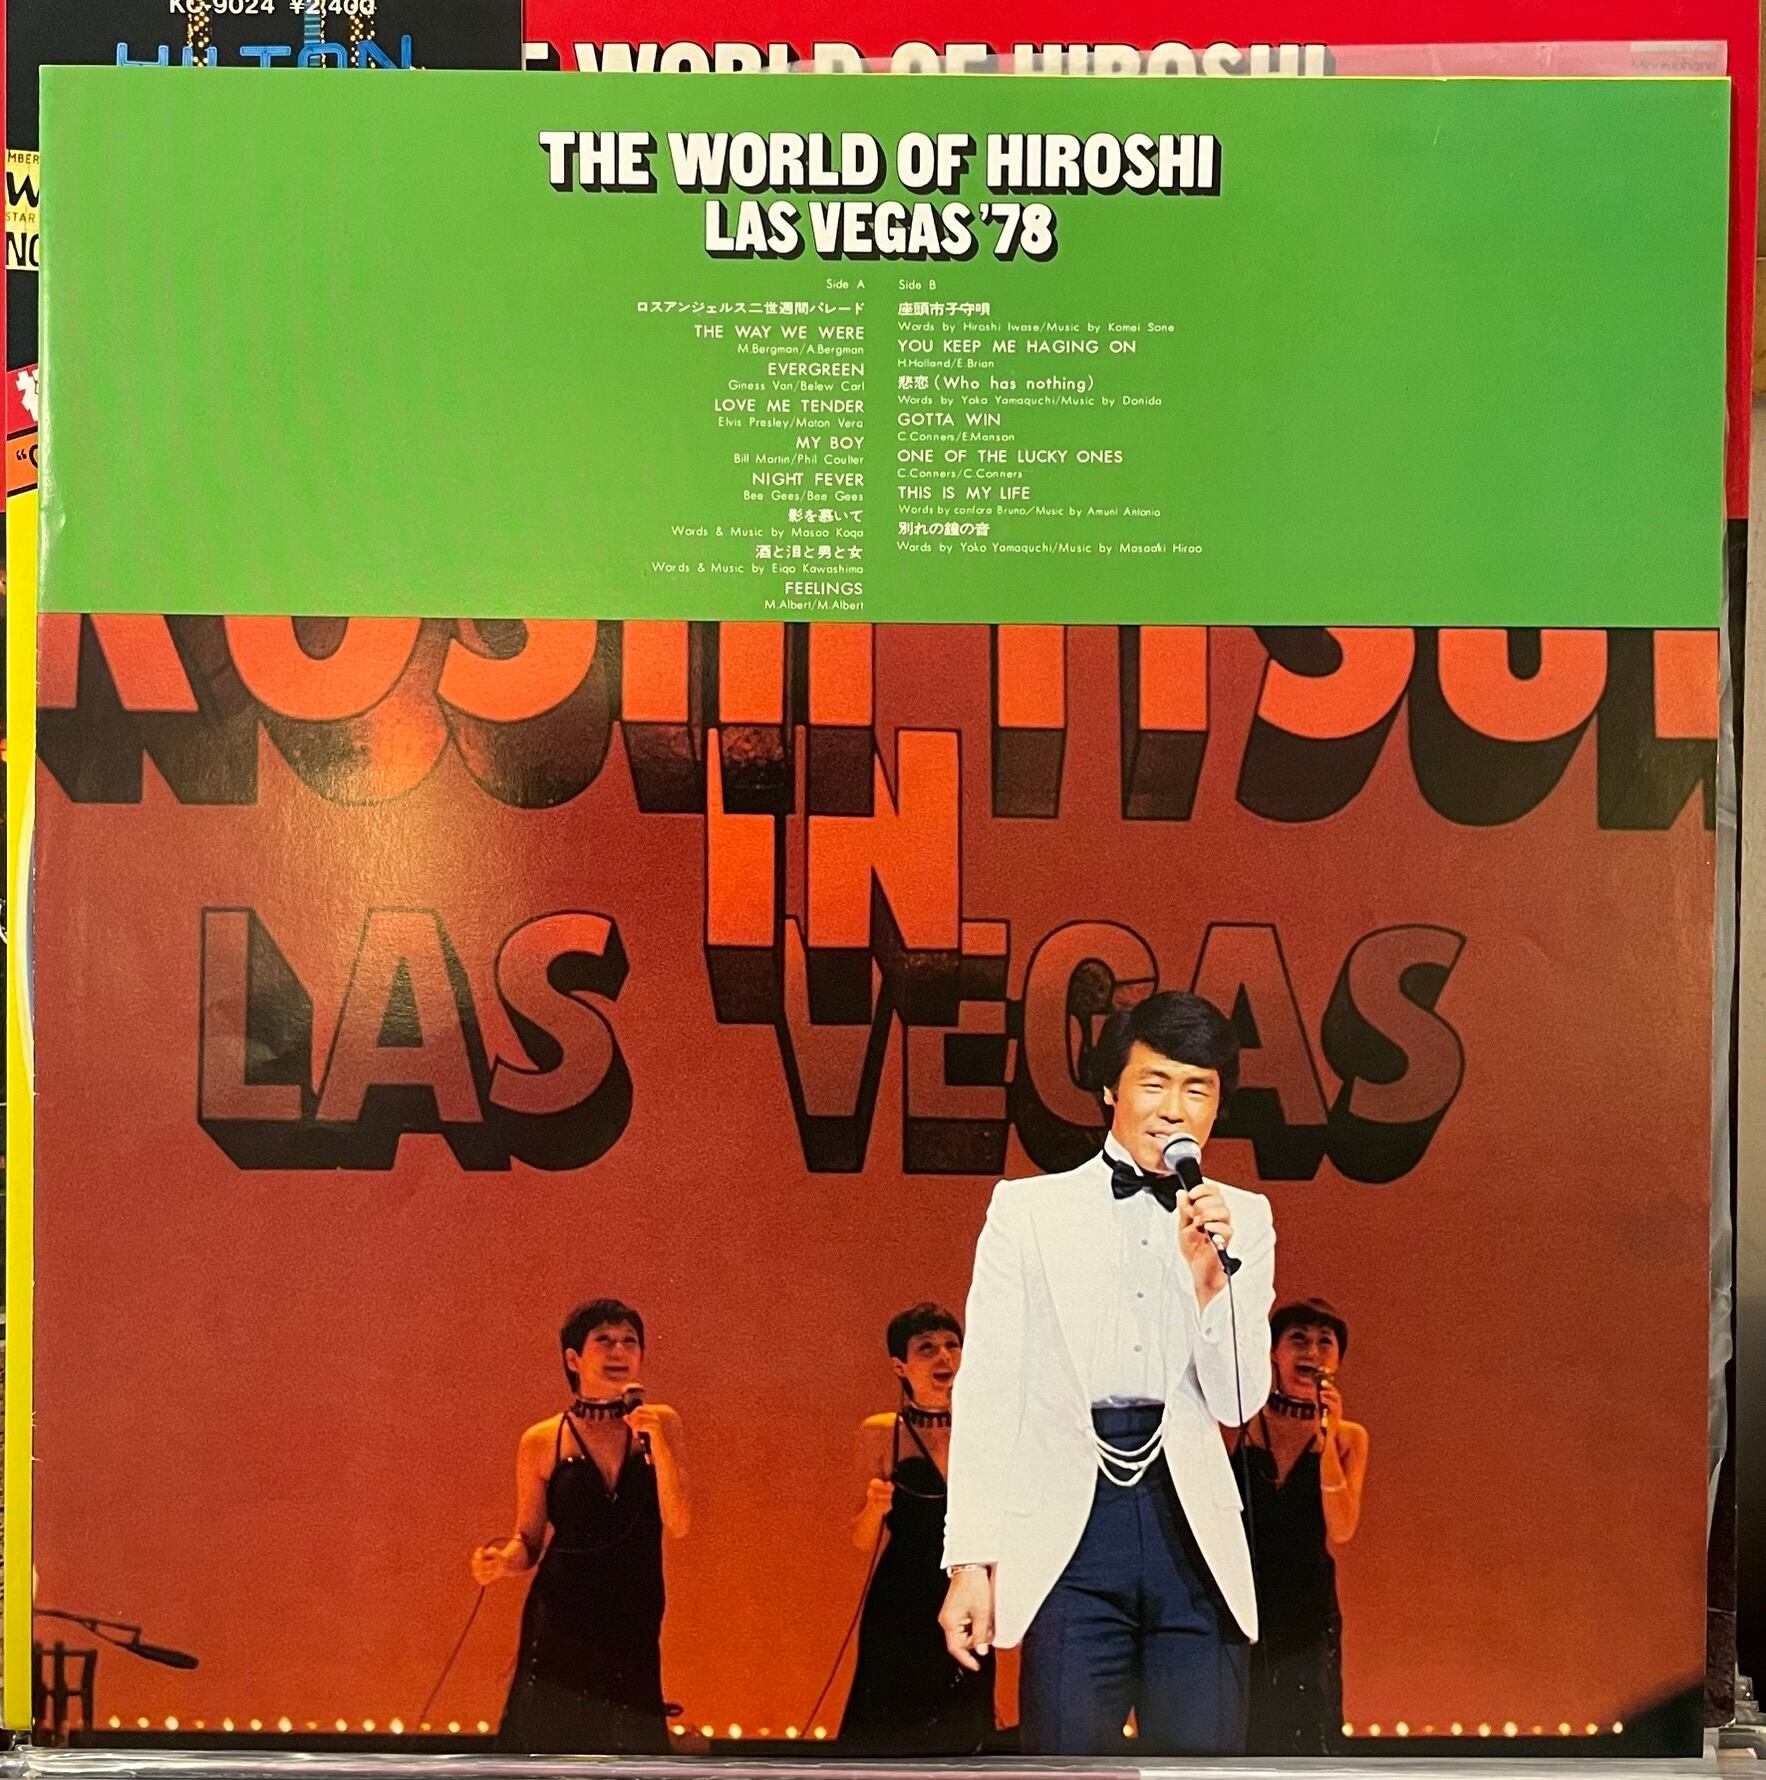 KC-9024 ¥2,400
HILTON
WORLD OF HIROSHI
Minoruphone
MBER
STAR
THE WORLD OF HIROSHI
LAS VEGAS '78
Side A
ロスアンジェルス二世週間パレード
THE WAY WE WERE
M.Bergman/A.Bergman
EVERGREEN
Giness Van/Belew Carl
LOVE ME TENDER
Elvis Presley/Maton Vera
MY BOY
Bill Martin/Phil Coulter
NIGHT FEVER
Bee Gees/Bee Gees
影を慕いて
Words & Music by Masao Koga
酒と泪と男と女
Words & Music by Eigo Kawashima
FEELINGS
M.Albert/M.Albert
Side B
座頭市子守唄
Words by Hiroshi Iwase/Music by Komei Sone
YOU KEEP ME HAGING ON
H.Holland/E.Brian
悲恋(Who has nothing)
Words by Yoko Yamaguchi/Music by Donida
GOTTA WIN
C.Conners/E.Manson
ONE OF THE LUCKY ONES
C.Conners/C.Conners
THIS IS MY LIFE
Words by canfora Bruno/Music by Amuni Antonio
別れの鐘の音
Words by Yoko Yamaguchi/Music by Masaaki Hirao
ROSHI ITSU
IN
LAS VEGAS